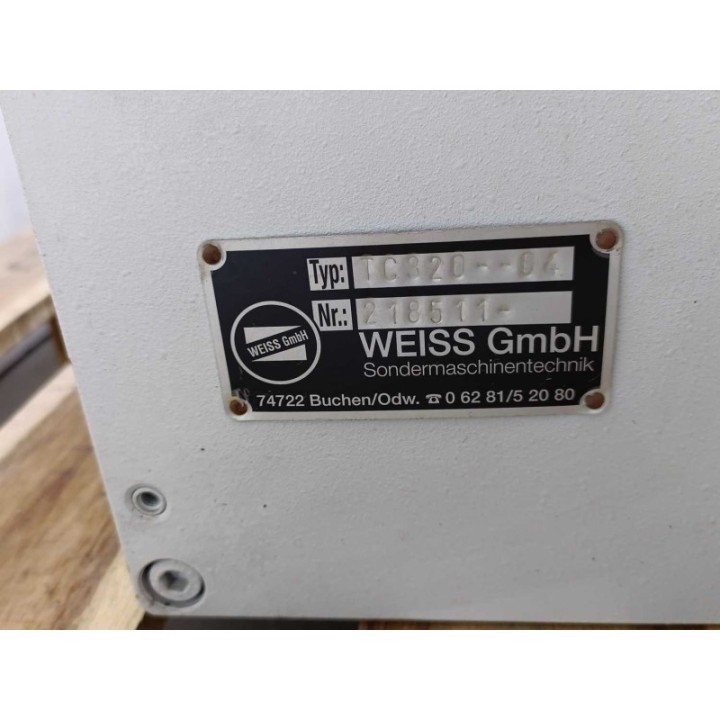 Typ: TC320--04
Nr.: 218511-
WEISS GmbH
WEISS GmbH
Sondermaschinentechnik
74722 Buchen/Odw. ☎ 0 62 81/5 20 80